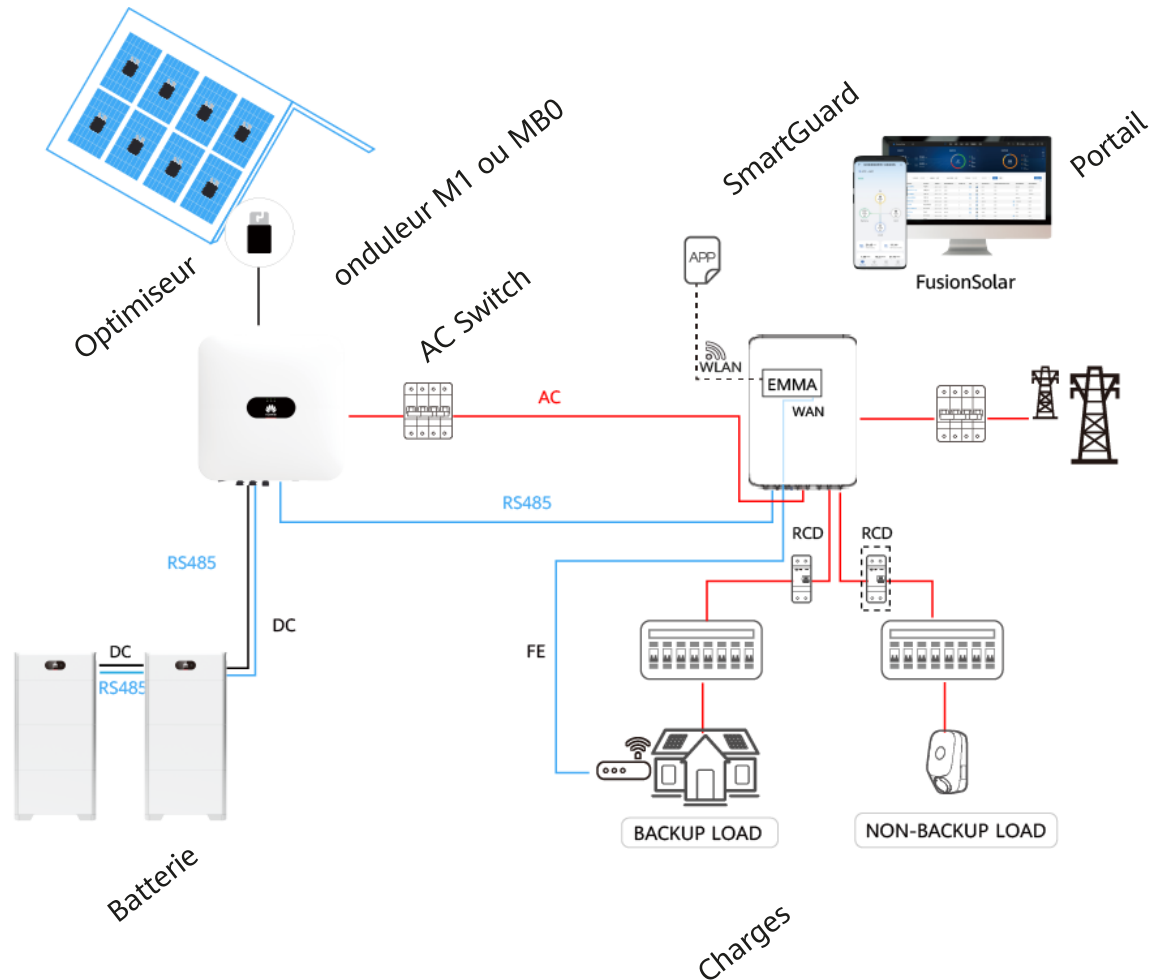 onduleur M1 ou MB0
SmartGuard
Portail
Optimiseur
AC Switch
APP
FusionSolar
WLAN
EMMA
AC
WAN
RS485
RCD
RCD
RS485
DC
FE
DC
RS485
BACKUP LOAD
NON-BACKUP LOAD
Batterie
Charges